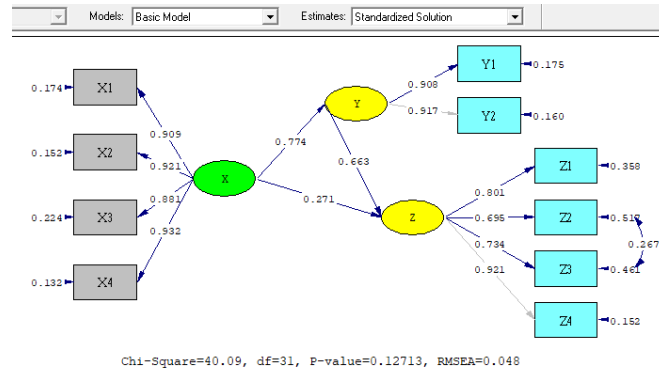 Models: Basic Model Estimates: Standardized Solution
Y1
0.175
0.174 X1
0.908
Y
0.917
Y2
0.160
0.909
0.774
0.152 X2
0.921
0.663
Z1
0.358
X
0.801
0.881
0.271
0.695
Z2
0.517
0.224 X3
Z
0.734
0.267
0.932
Z3
0.461
0.921
0.132 X4
Z4
0.152
Chi-Square=40.09, df=31, P-value=0.12713, RMSEA=0.048